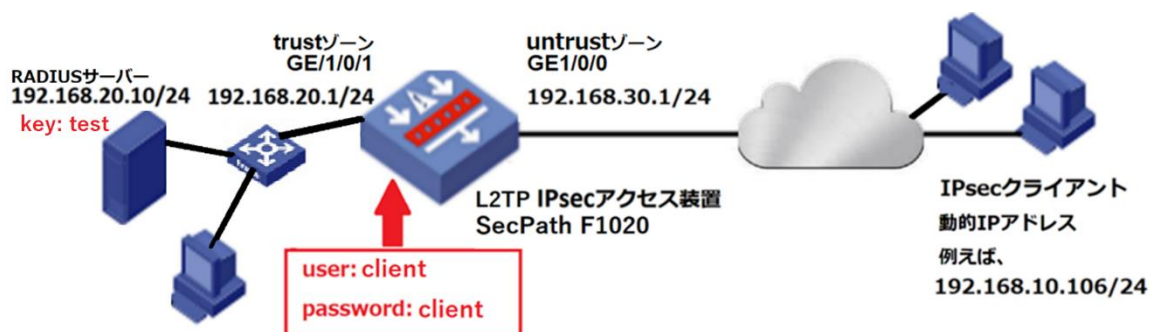 RADIUSサーバー
192.168.20.10/24
key: test
trustゾーン
GE/1/0/1
192.168.20.1/24
untrustゾーン
GE1/0/0
192.168.30.1/24
L2TP IPsecアクセス装置
SecPath F1020
user: client
password: client
IPsecクライアント
動的IPアドレス
例えば、
192.168.10.106/24